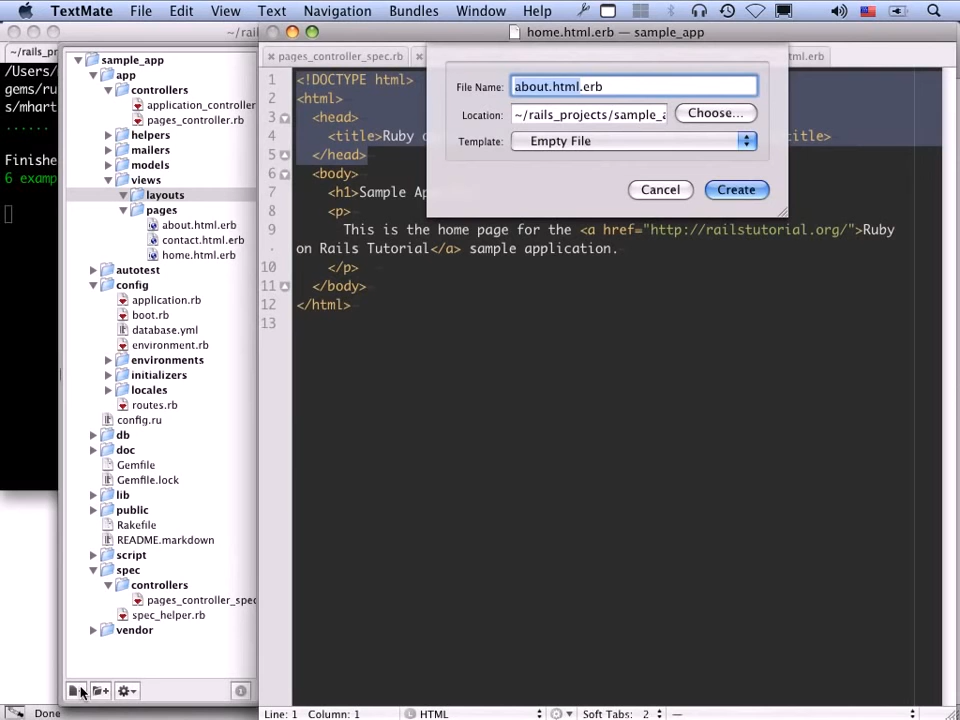 TextMate File Edit View Text Navigation Bundles Window Help
~/rai
home.html.erb — sample_app
~/rails_pr
pages_controller_spec.rb
html.erb
/Users/
gems/ru
s/mhart
......
Finishe
6 examp
sample_app
app
controllers
application_controller
pages_controller.rb
helpers
mailers
models
views
layouts
pages
about.html.erb
contact.html.erb
home.html.erb
autotest
config
application.rb
boot.rb
database.yml
environment.rb
environments
initializers
locales
routes.rb
config.ru
db
doc
Gemfile
Gemfile.lock
lib
public
Rakefile
README.markdown
script
spec
controllers
pages_controller_spec
spec_helper.rb
vendor
Done
File Name: about.html.erb
Location: ~/rails_projects/sample_a Choose...
Template: Empty File
Cancel Create
1 <!DOCTYPE html>
2 <html>
3 <head>
4 <title>Ruby o tle>
5 </head>
6 <body>
7 <h1>Sample Ap
8 <p>
9 This is the home page for the <a href="http://railstutorial.org/">Ruby
on Rails Tutorial</a> sample application.
10 </p>
11 </body>
12 </html>
13
Line: 1 Column: 1 HTML Soft Tabs: 2 —